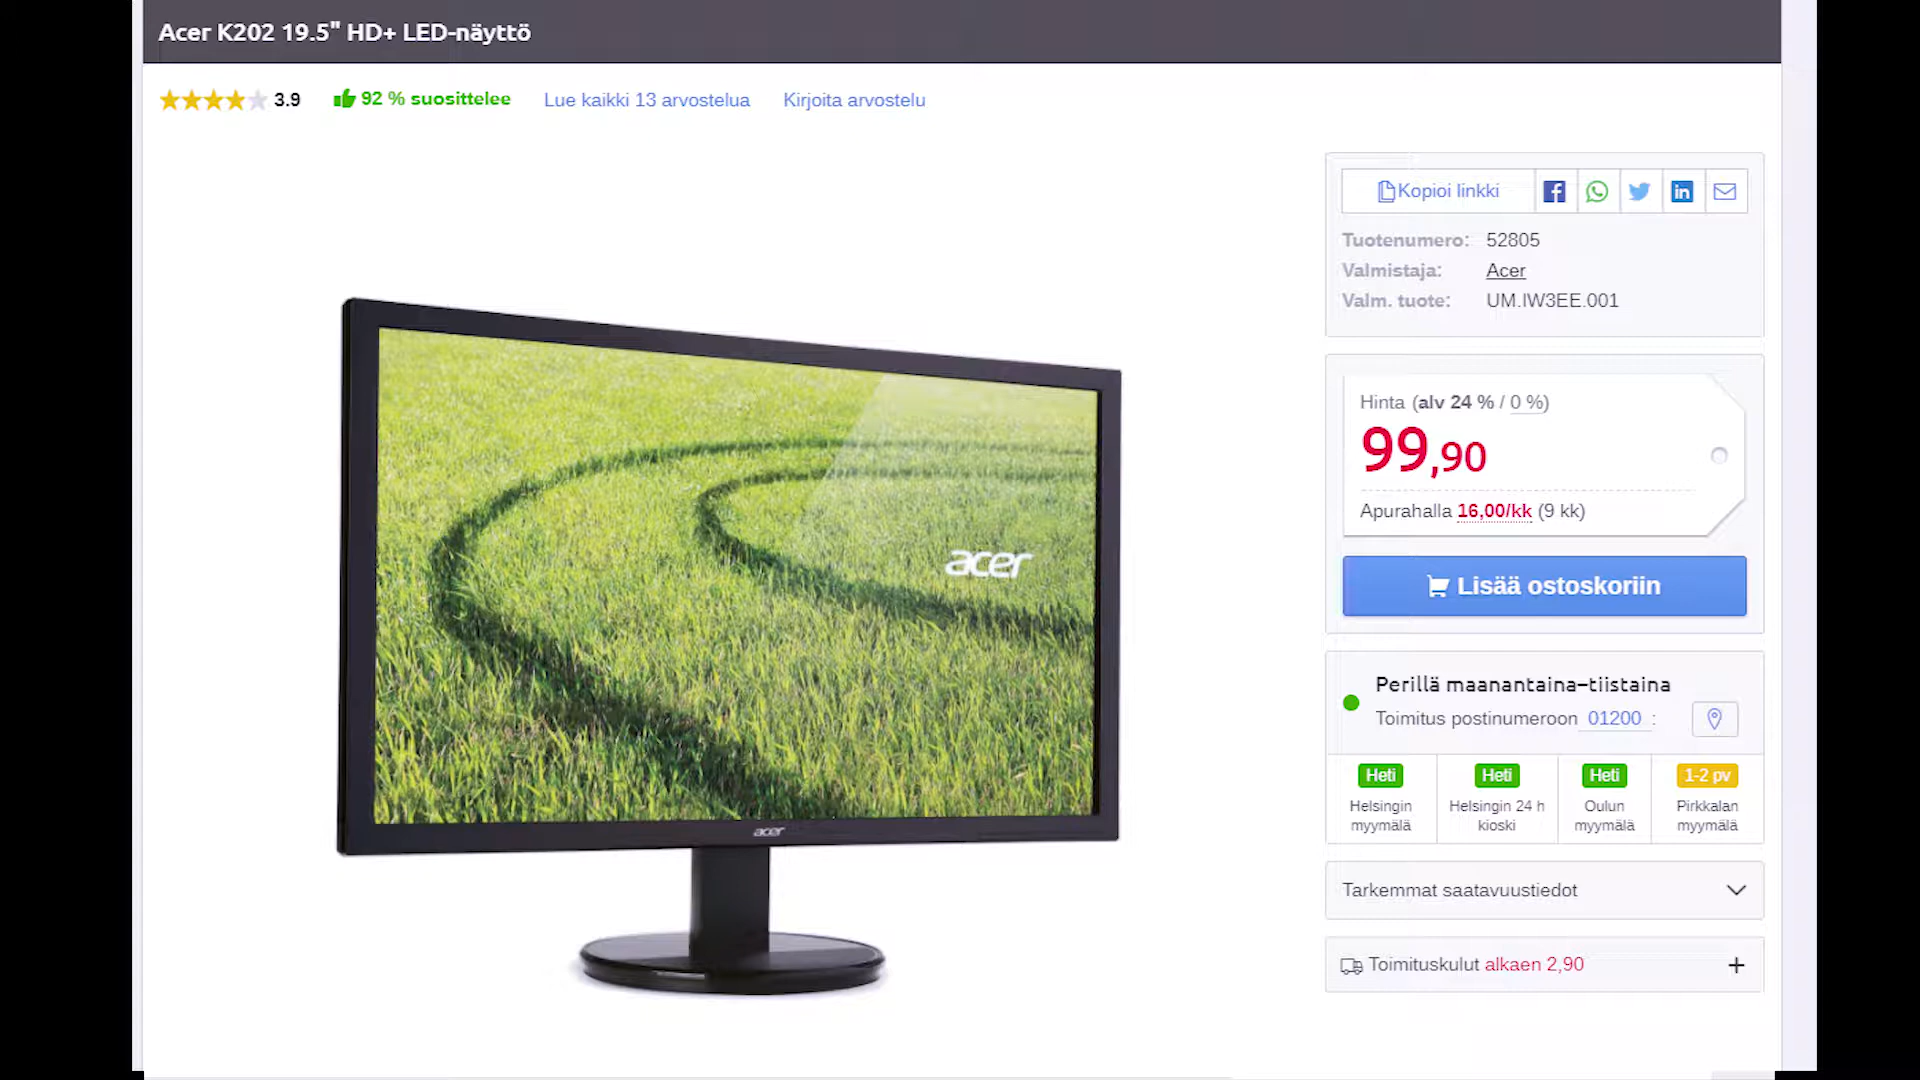 Acer K202 19.5" HD+ LED-näyttö
3.9
92 % suosittelee
Lue kaikki 13 arvostelua
Kirjoita arvostelu
Kopioi linkki
Tuotenumero: 52805
Valmistaja: Acer
Valm. tuote: UM.IW3EE.001
Hinta (alv 24 % / 0 %)
99,90
Apurahalla 16,00/kk (9 kk)
Lisää ostoskoriin
Perillä maanantaina–tiistaina
Toimitus postinumeroon 01200 :
Heti
Helsingin
myymälä
Heti
Helsingin 24 h
kioski
Heti
Oulun
myymälä
1-2 pv
Pirkkalan
myymälä
Tarkemmat saatavuustiedot
Toimituskulut alkaen 2,90
acer
acer